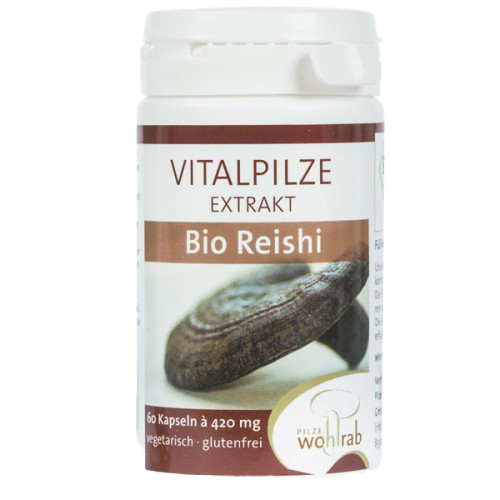 VITALPILZE
EXTRAKT
Bio Reishi
60 Kapseln à 420 mg
vegetarisch · glutenfrei
PILZE
wohlrab